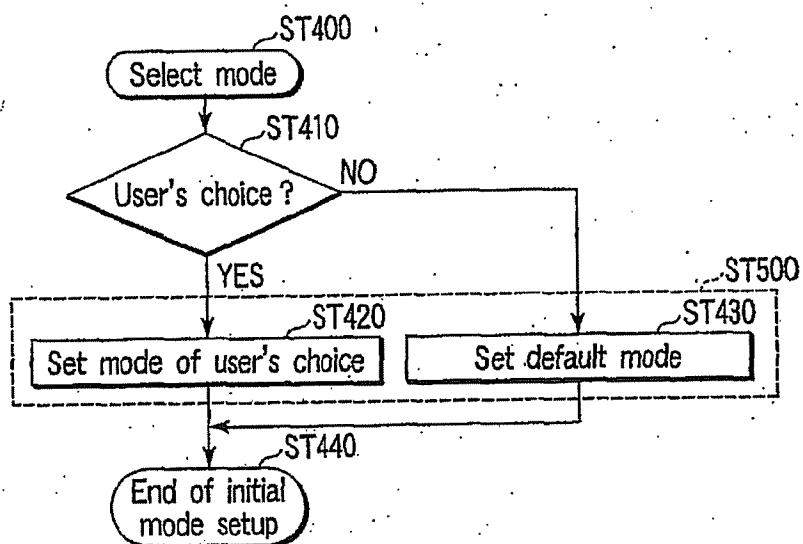 ST400
Select mode
ST410
User's choice ?
NO
YES
ST500
ST420
ST430
Set mode of user's choice
Set default mode
ST440
End of initial
mode setup